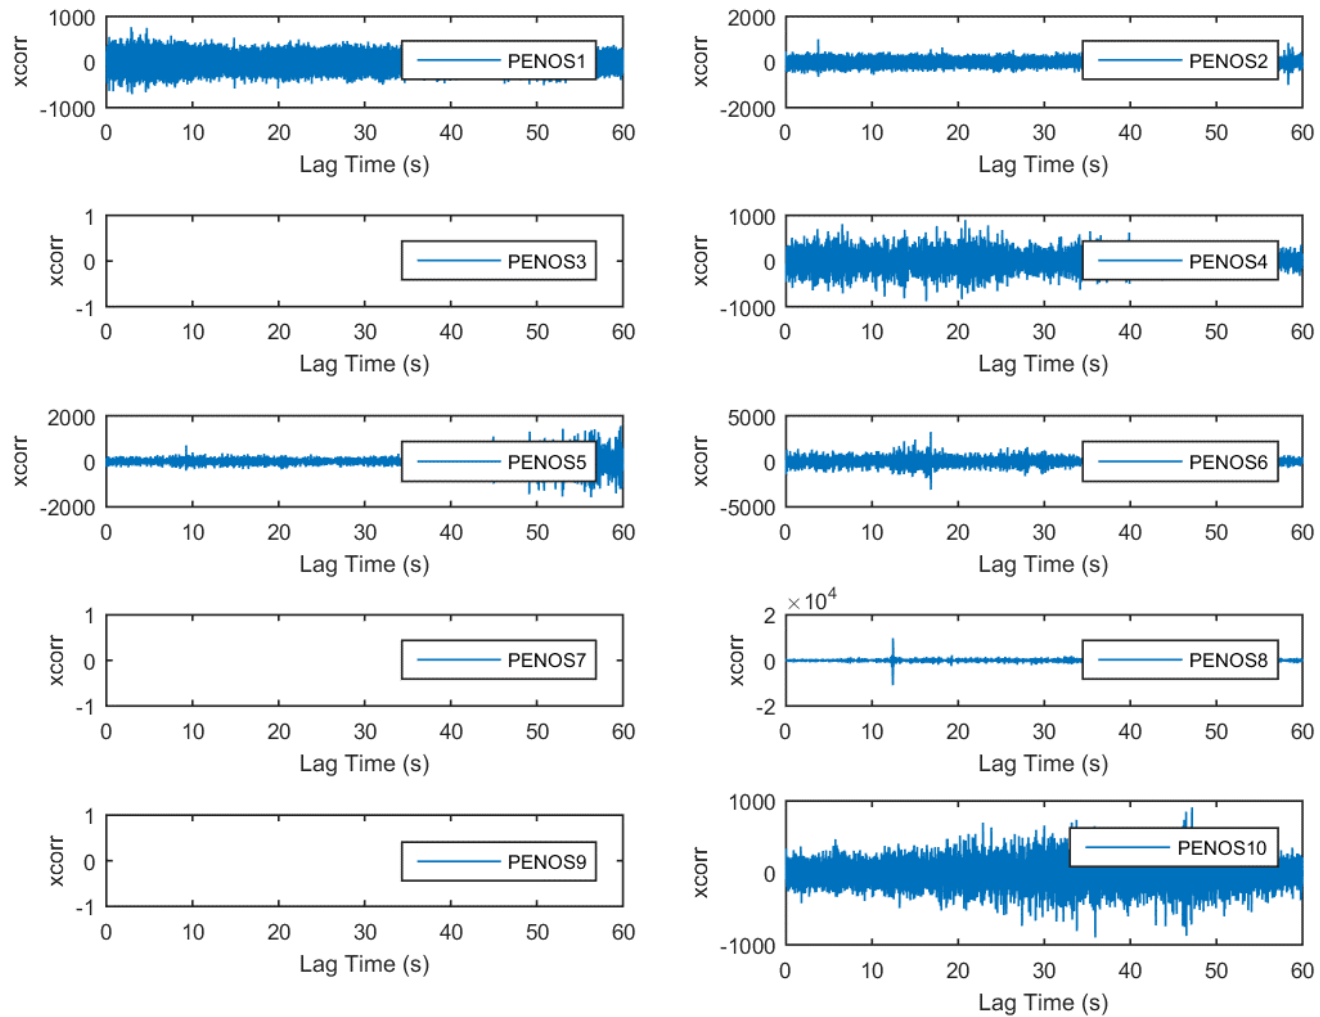 1000
0
-1000
xcorr
PENOS1
0 10 20 30 40 50 60
Lag Time (s)
2000
0
-2000
xcorr
PENOS2
0 10 20 30 40 50 60
Lag Time (s)
1
0
-1
xcorr
PENOS3
0 10 20 30 40 50 60
Lag Time (s)
1000
0
-1000
xcorr
PENOS4
0 10 20 30 40 50 60
Lag Time (s)
2000
0
-2000
xcorr
PENOS5
0 10 20 30 40 50 60
Lag Time (s)
5000
0
-5000
xcorr
PENOS6
0 10 20 30 40 50 60
Lag Time (s)
1
0
-1
xcorr
PENOS7
0 10 20 30 40 50 60
Lag Time (s)
×10⁴
2
0
-2
xcorr
PENOS8
0 10 20 30 40 50 60
Lag Time (s)
1
0
-1
xcorr
PENOS9
0 10 20 30 40 50 60
Lag Time (s)
1000
0
-1000
xcorr
PENOS10
0 10 20 30 40 50 60
Lag Time (s)